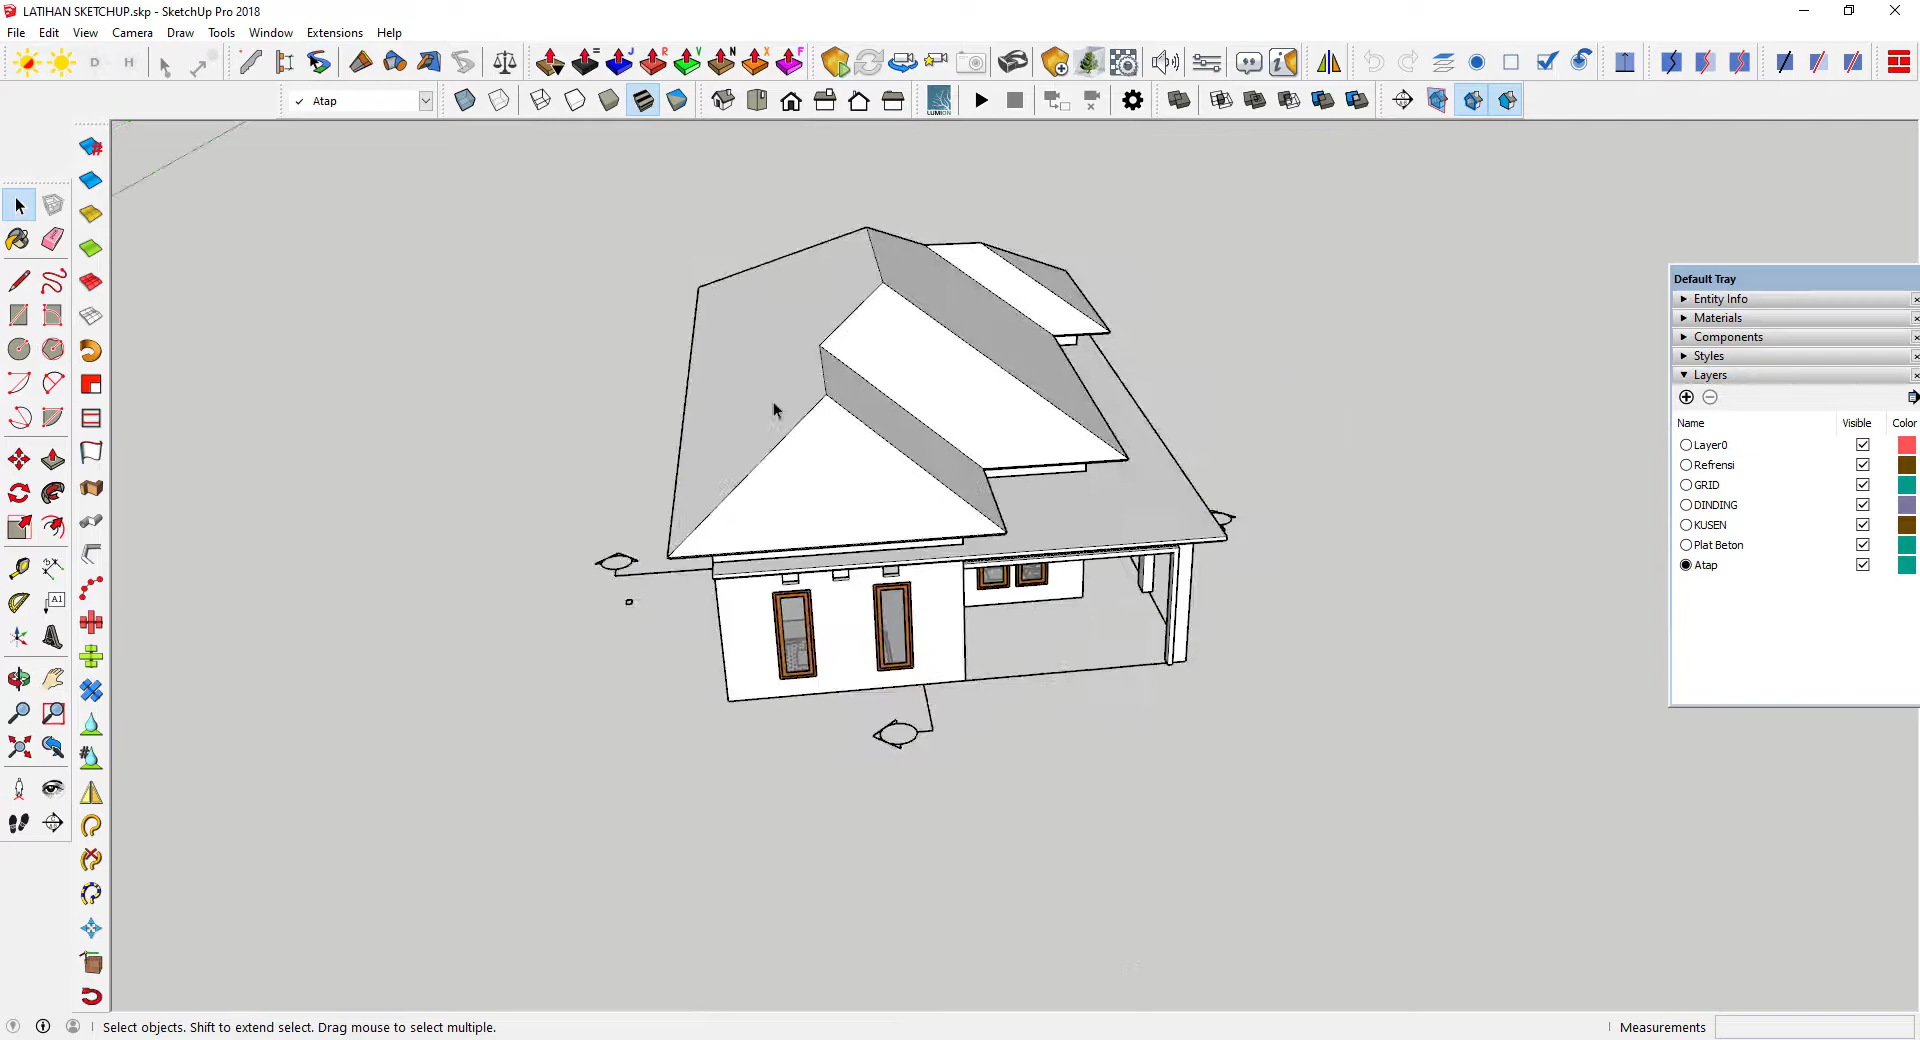 LATIHAN SKETCHUP.skp - SketchUp Pro 2018
File Edit View Camera Draw Tools Window Extensions Help
D H = J R V N X F
✓ Atap
LUMION
Default Tray
Entity Info
Materials
Components
Styles
Layers
Name Visible Color
Layer0
Refrensi
GRID
DINDING
KUSEN
Plat Beton
Atap
A1
Select objects. Shift to extend select. Drag mouse to select multiple.
Measurements